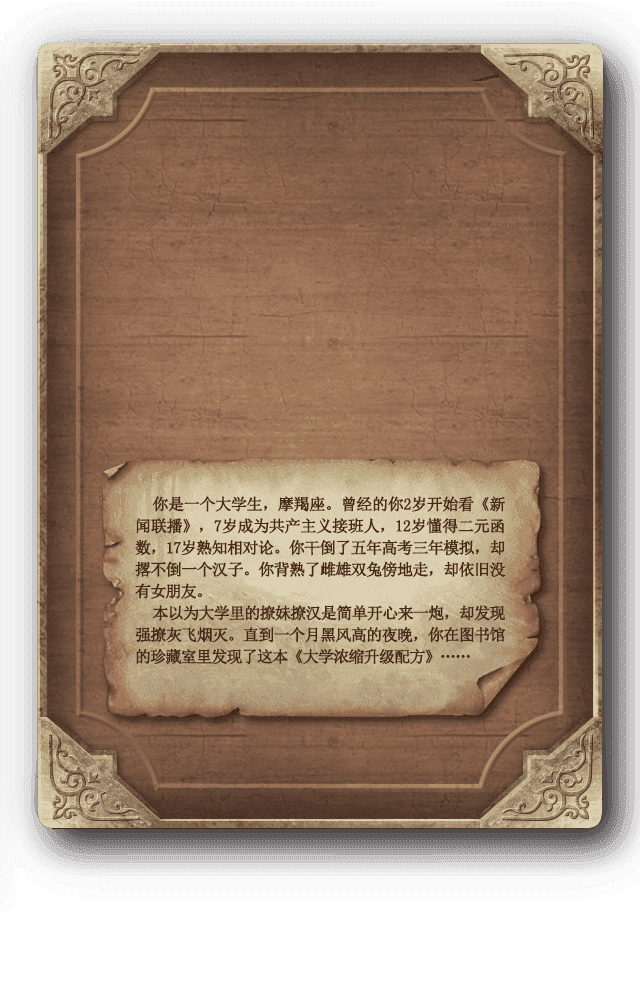 你是一个大学生，摩羯座。曾经的你2岁开始看《新
闻联播》，7岁成为共产主义接班人，12岁懂得二元函
数，17岁熟知相对论。你干倒了五年高考三年模拟，却
撂不倒一个汉子。你背熟了雌雄双兔傍地走，却依旧没
有女朋友。
本以为大学里的撩妹撩汉是简单开心来一炮，却发现
强撩灰飞烟灭。直到一个月黑风高的夜晚，你在图书馆
的珍藏室里发现了这本《大学浓缩升级配方》……